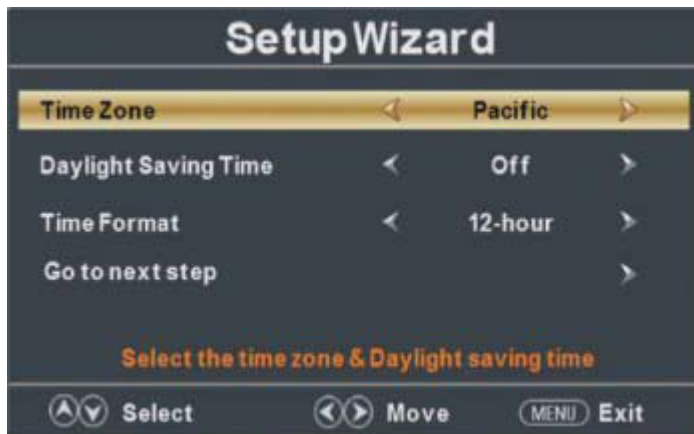 Setup Wizard
Time Zone Pacific
Daylight Saving Time Off
Time Format 12-hour
Go to next step
Select the time zone & Daylight saving time
Select Move MENU Exit